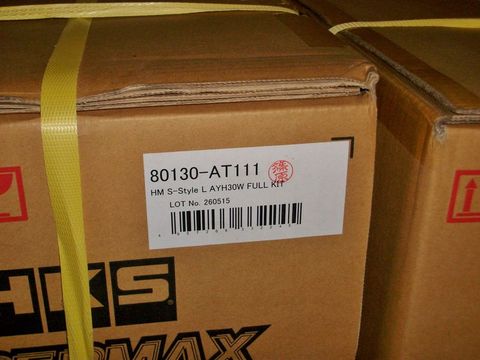 80130-AT111
HM S-Style L AYH30W FULL KIT
LOT No. 260515
HKS